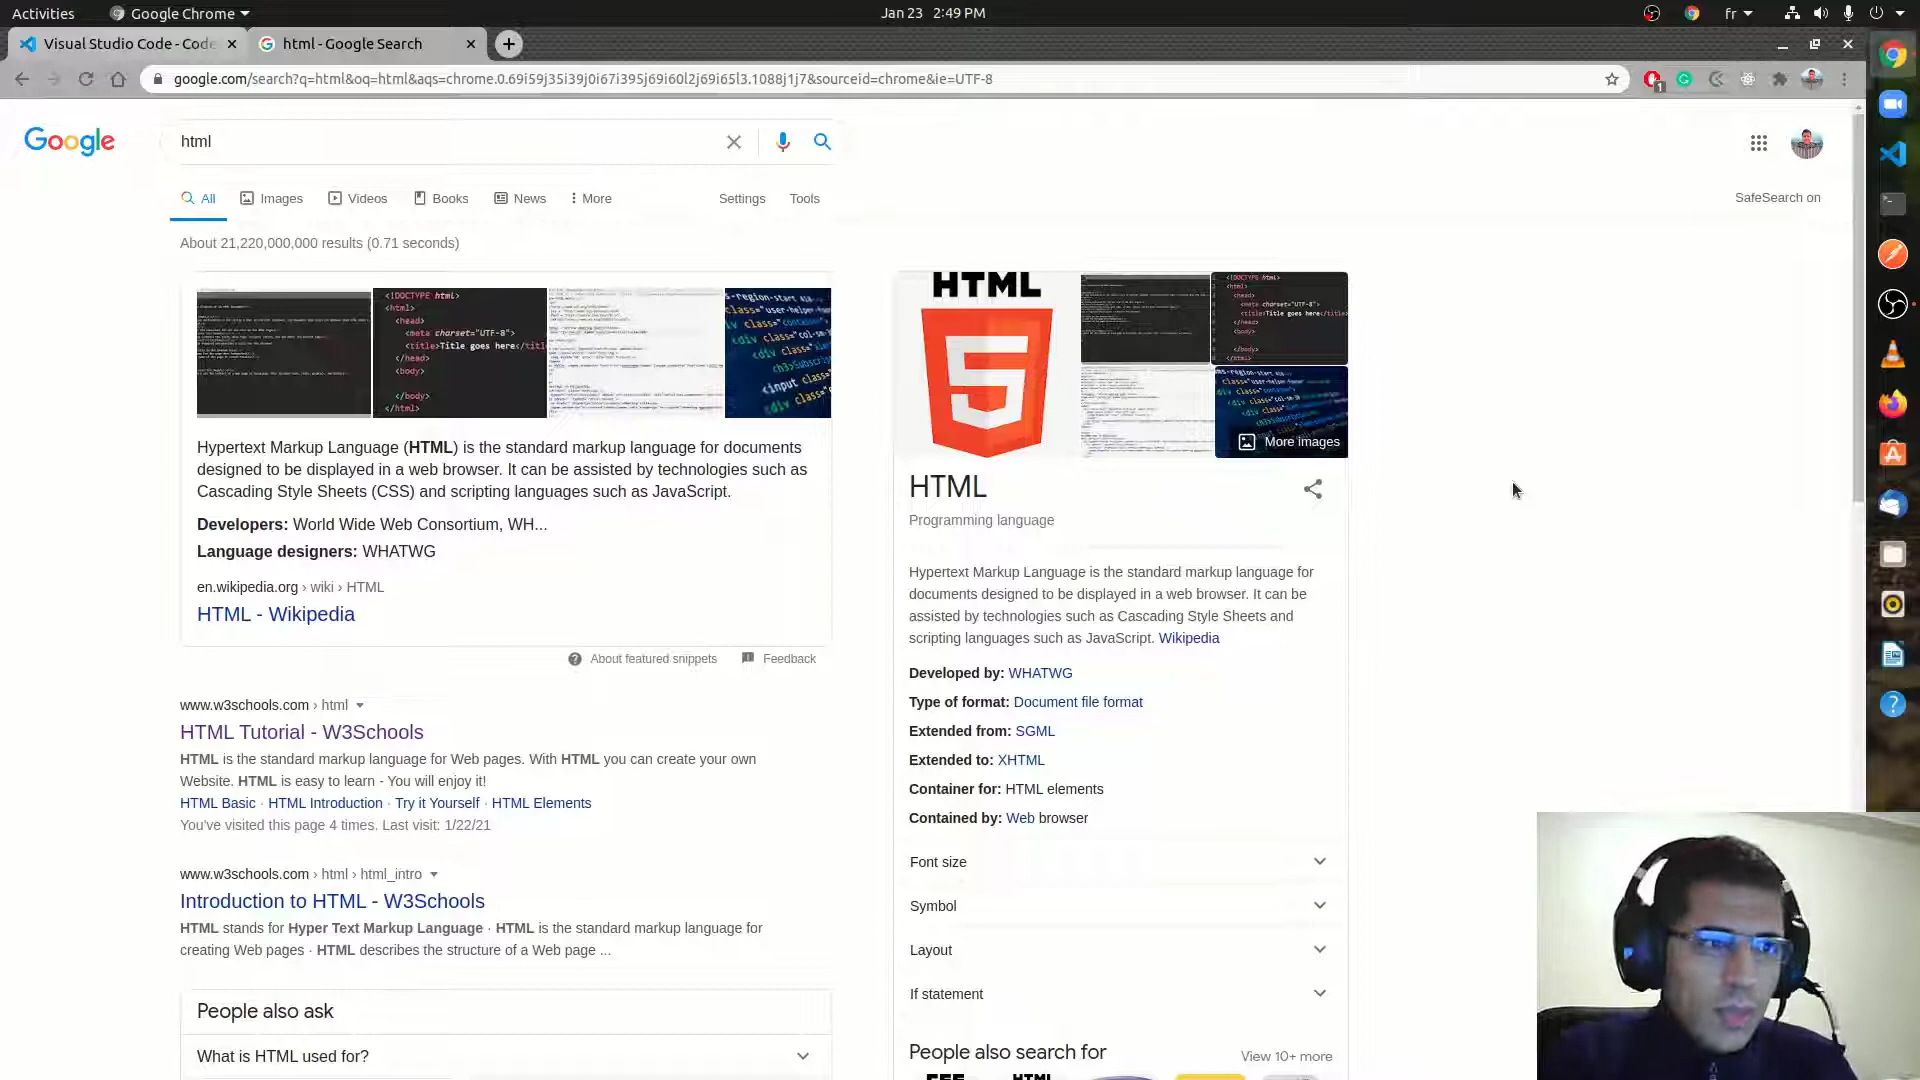 Activities
Google Chrome
Jan 23 2:49 PM
fr
Visual Studio Code - Code
html - Google Search
google.com/search?q=html&oq=html&aqs=chrome.0.69i59j35i39j0i67i395j69i60l2j69i65l3.1088j1j7&sourceid=chrome&ie=UTF-8
1
Google
html
All
Images
Videos
Books
News
More
Settings
Tools
SafeSearch on
About 21,220,000,000 results (0.71 seconds)
<!DOCTYPE html>
<html>
<head>
<meta charset="UTF-8">
<title>Title goes here</titl
</head>
<body>
</body>
</html>
Hypertext Markup Language (HTML) is the standard markup language for documents
designed to be displayed in a web browser. It can be assisted by technologies such as
Cascading Style Sheets (CSS) and scripting languages such as JavaScript.
Developers: World Wide Web Consortium, WH...
Language designers: WHATWG
en.wikipedia.org › wiki › HTML
HTML - Wikipedia
About featured snippets
Feedback
www.w3schools.com › html
HTML Tutorial - W3Schools
HTML is the standard markup language for Web pages. With HTML you can create your own
Website. HTML is easy to learn - You will enjoy it!
HTML Basic · HTML Introduction · Try it Yourself · HTML Elements
You've visited this page 4 times. Last visit: 1/22/21
www.w3schools.com › html › html_intro
Introduction to HTML - W3Schools
HTML stands for Hyper Text Markup Language · HTML is the standard markup language for
creating Web pages · HTML describes the structure of a Web page ...
People also ask
What is HTML used for?
HTML
5
More images
HTML
Programming language
Hypertext Markup Language is the standard markup language for
documents designed to be displayed in a web browser. It can be
assisted by technologies such as Cascading Style Sheets and
scripting languages such as JavaScript. Wikipedia
Developed by: WHATWG
Type of format: Document file format
Extended from: SGML
Extended to: XHTML
Container for: HTML elements
Contained by: Web browser
Font size
Symbol
Layout
If statement
People also search for
View 10+ more
HTML